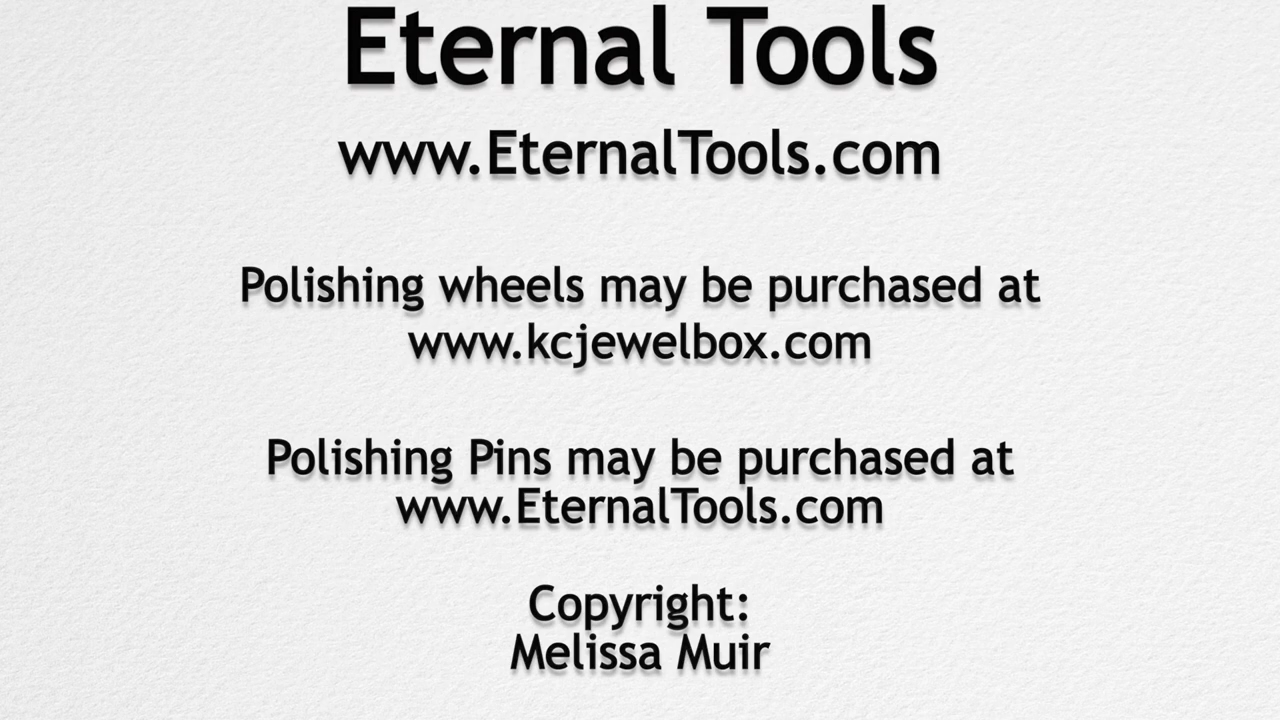 Eternal Tools
www.EternalTools.com
Polishing wheels may be purchased at
www.kcjewelbox.com
Polishing Pins may be purchased at
www.EternalTools.com
Copyright:
Melissa Muir